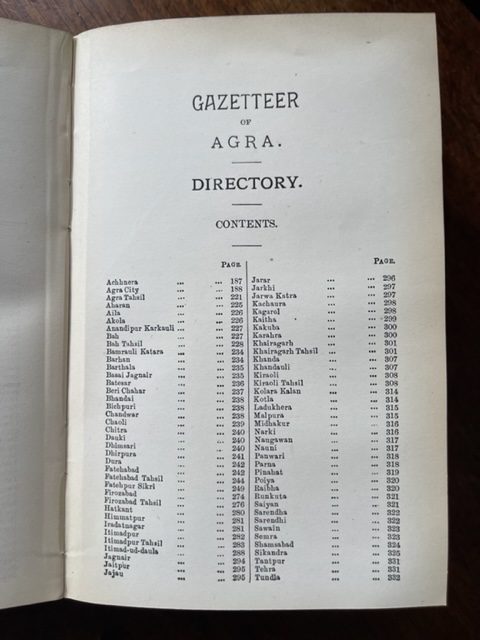 GAZETTEER
OF
AGRA.
DIRECTORY.
CONTENTS.
PAGE.
Achhnera ... ... 187
Agra City ... ... 188
Agra Tahsil ... ... 221
Aharan ... ... 225
Aila ... ... 226
Akola ... ... 226
Anandipur Karkauli ... ... 227
Bah ... ... 227
Bah Tahsil ... ... 228
Bamrauli Katara ... ... 234
Barhan ... ... 234
Barthala ... ... 235
Basai Jagnair ... ... 235
Batesar ... ... 236
Beri Chahar ... ... 237
Bhandai ... ... 238
Bichpuri ... ... 238
Chandwar ... ... 238
Chaoli ... ... 239
Chitra ... ... 240
Dauki ... ... 240
Dhimsari ... ... 240
Dhirpura ... ... 241
Dura ... ... 242
Fatehabad ... ... 242
Fatehabad Tahsil ... ... 244
Fatehpur Sikri ... ... 249
Firozabad ... ... 274
Firozabad Tahsil ... ... 276
Hatkant ... ... 280
Himmatpur ... ... 281
Iradatnagar ... ... 281
Itimadpur ... ... 282
Itimadpur Tahsil ... ... 283
Itimad-ud-daula ... ... 288
Jagnair ... ... 294
Jaitpur ... ... 295
Jajau ... ... 295
PAGE.
Jarar ... ... 296
Jarkhi ... ... 297
Jarwa Katra ... ... 297
Kachaura ... ... 298
Kagarol ... ... 298
Kaitha ... ... 299
Kakuba ... ... 300
Karahra ... ... 300
Khairagarh ... ... 301
Khairagarh Tahsil ... ... 301
Khanda ... ... 307
Khandauli ... ... 307
Kiraoli ... ... 308
Kiraoli Tahsil ... ... 308
Kolara Kalan ... ... 314
Kotla ... ... 314
Ladukhera ... ... 315
Malpura ... ... 315
Midhakur ... ... 316
Narki ... ... 316
Naugawan ... ... 317
Nauni ... ... 317
Panwari ... ... 318
Parna ... ... 318
Pinahat ... ... 319
Poiya ... ... 320
Raibha ... ... 320
Runkuta ... ... 321
Saiyan ... ... 321
Sarendha ... ... 322
Sarendhi ... ... 322
Sawain ... ... 323
Semra ... ... 323
Shamsabad ... ... 324
Sikandra ... ... 325
Tantpur ... ... 331
Tehra ... ... 331
Tundla ... ... 332